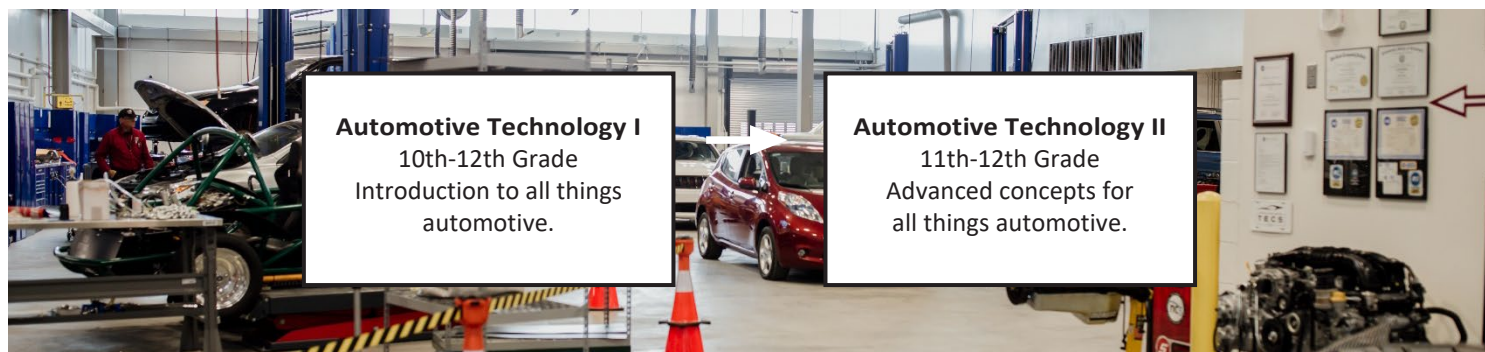 Automotive Technology I
10th-12th Grade
Introduction to all things
automotive.
Automotive Technology II
11th-12th Grade
Advanced concepts for
all things automotive.
TECS